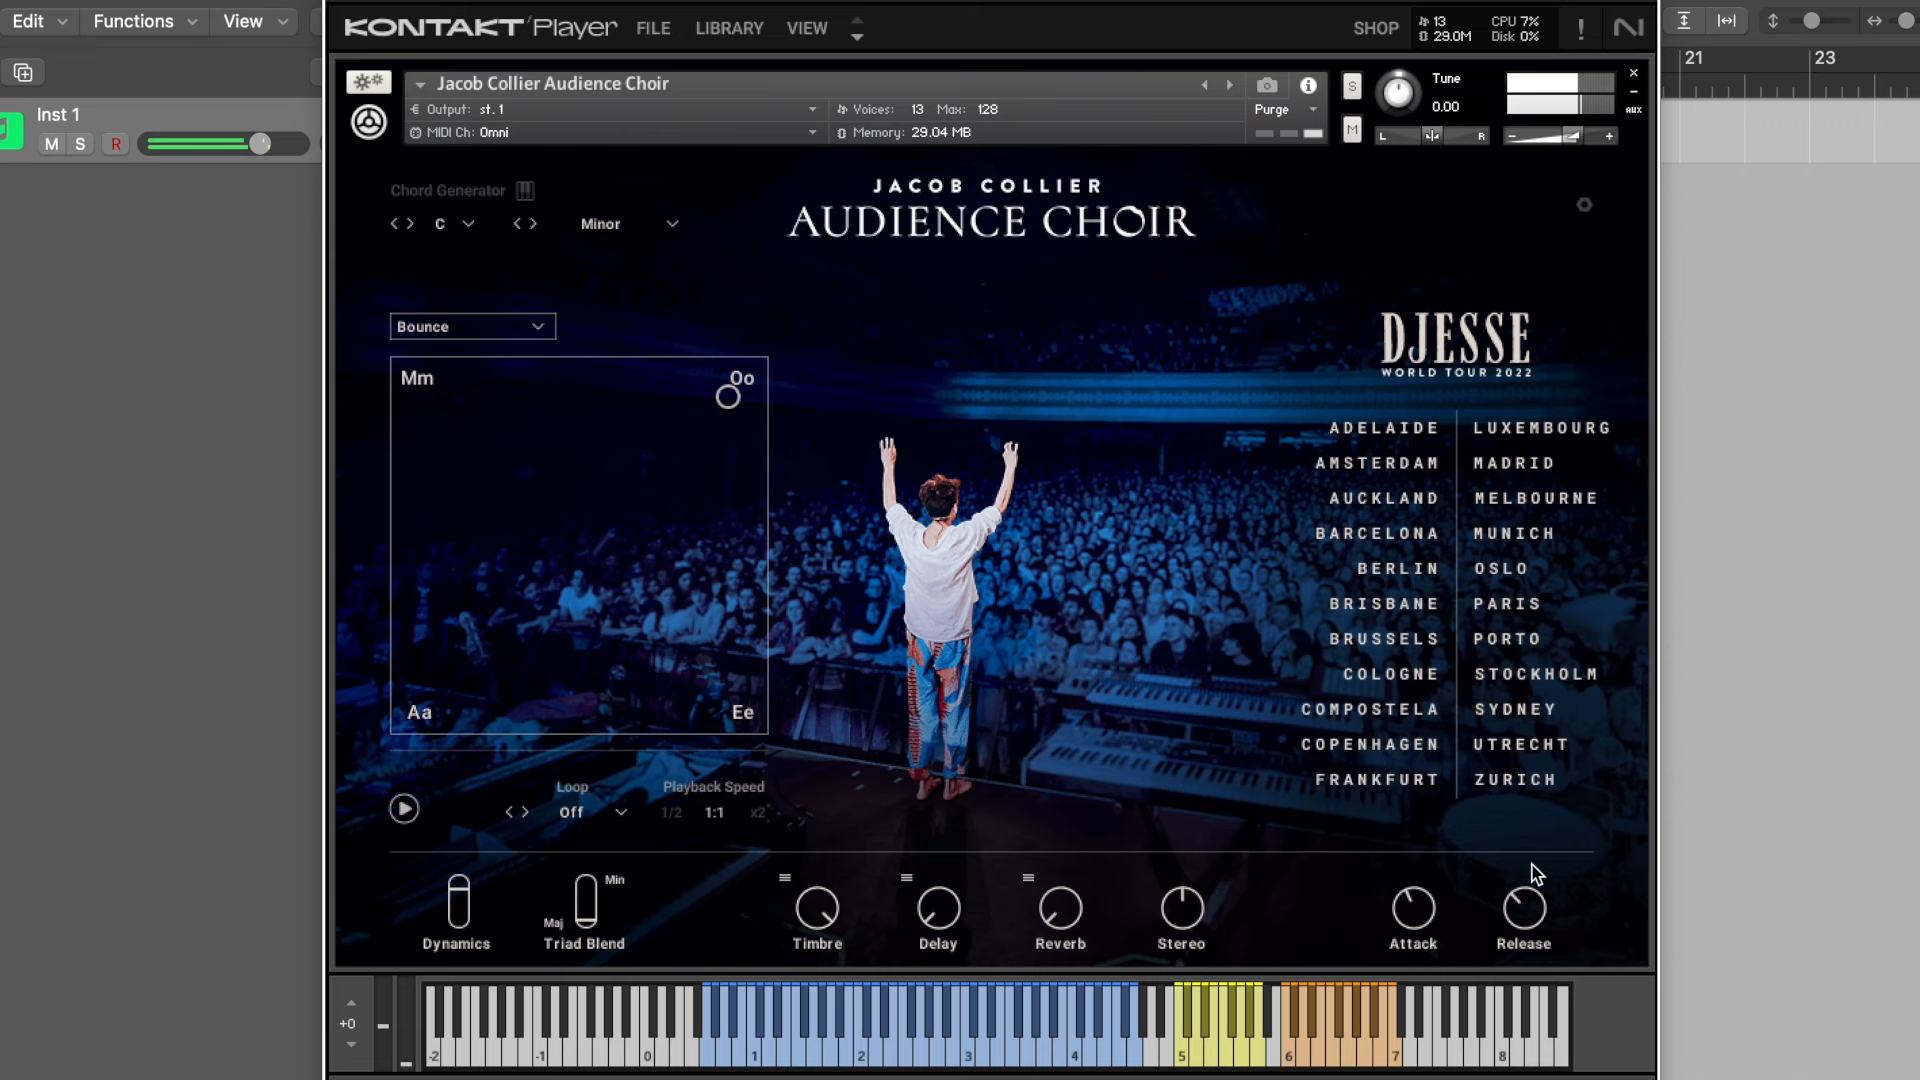 Edit
Functions
View
KONTAKT'Player FILE LIBRARY VIEW SHOP
13
29.0M
CPU 7%
Disk 0%
!
21
23
Inst 1
M S R
Jacob Collier Audience Choir
Output: st. 1
Voices: 13 Max: 128
Purge
MIDI Ch: Omni
Memory: 29.04 MB
S
M
Tune
0.00
L R
- +
AUX
Chord Generator
C
Minor
JACOB COLLIER
AUDIENCE CHOIR
Bounce
Mm
Oo
Aa
Ee
DJESSE
WORLD TOUR 2022
ADELAIDE LUXEMBOURG
AMSTERDAM MADRID
AUCKLAND MELBOURNE
BARCELONA MUNICH
BERLIN OSLO
BRISBANE PARIS
BRUSSELS PORTO
COLOGNE STOCKHOLM
COMPOSTELA SYDNEY
COPENHAGEN UTRECHT
FRANKFURT ZURICH
Loop
Off
Playback Speed
1/2 1:1 x2
Dynamics
Min
Maj
Triad Blend
Timbre
Delay
Reverb
Stereo
Attack
Release
+0
-2 -1 0 1 2 3 4 5 6 7 8